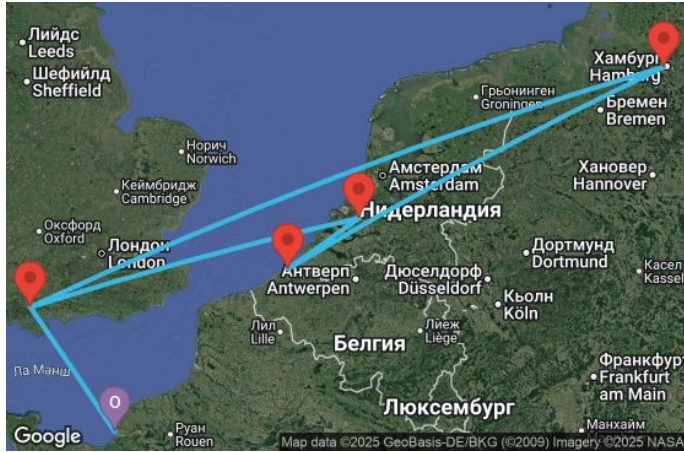 Лийдс
Leeds
Шефийлд
Sheffield
Хамбург
Hamburg
Грьонинген
Groningen
Бремен
Bremen
Норич
Norwich
Амстердам
Amsterdam
Хановер
Hannover
Кеймбридж
Cambridge
Нидерландия
Оксфорд
Oxford
Лондон
London
Дортмунд
Dortmund
Антверп
Antwerpen
Дюселдорф
Düsseldorf
Касел
Kassel
Кьолн
Köln
Лил
Lille
Белгия
Лиеж
Liège
Ла Манш
Франкфурт
Frankfurt
am Main
O
Люксембург
Руан
Rouen
Манхайм
Google
Map data ©2025 GeoBasis-DE/BKG (©2009) Imagery ©2025 NASA